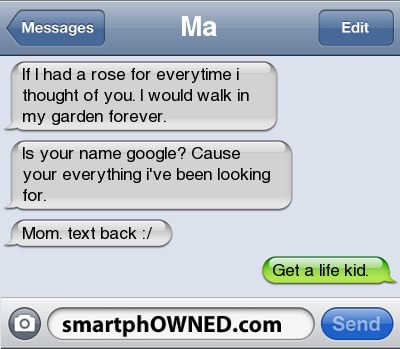 Messages
Ma
Edit
If I had a rose for everytime i
thought of you. I would walk in
my garden forever.
Is your name google? Cause
your everything i've been looking
for.
Mom. text back :/
Get a life kid.
smartphOWNED.com
Send